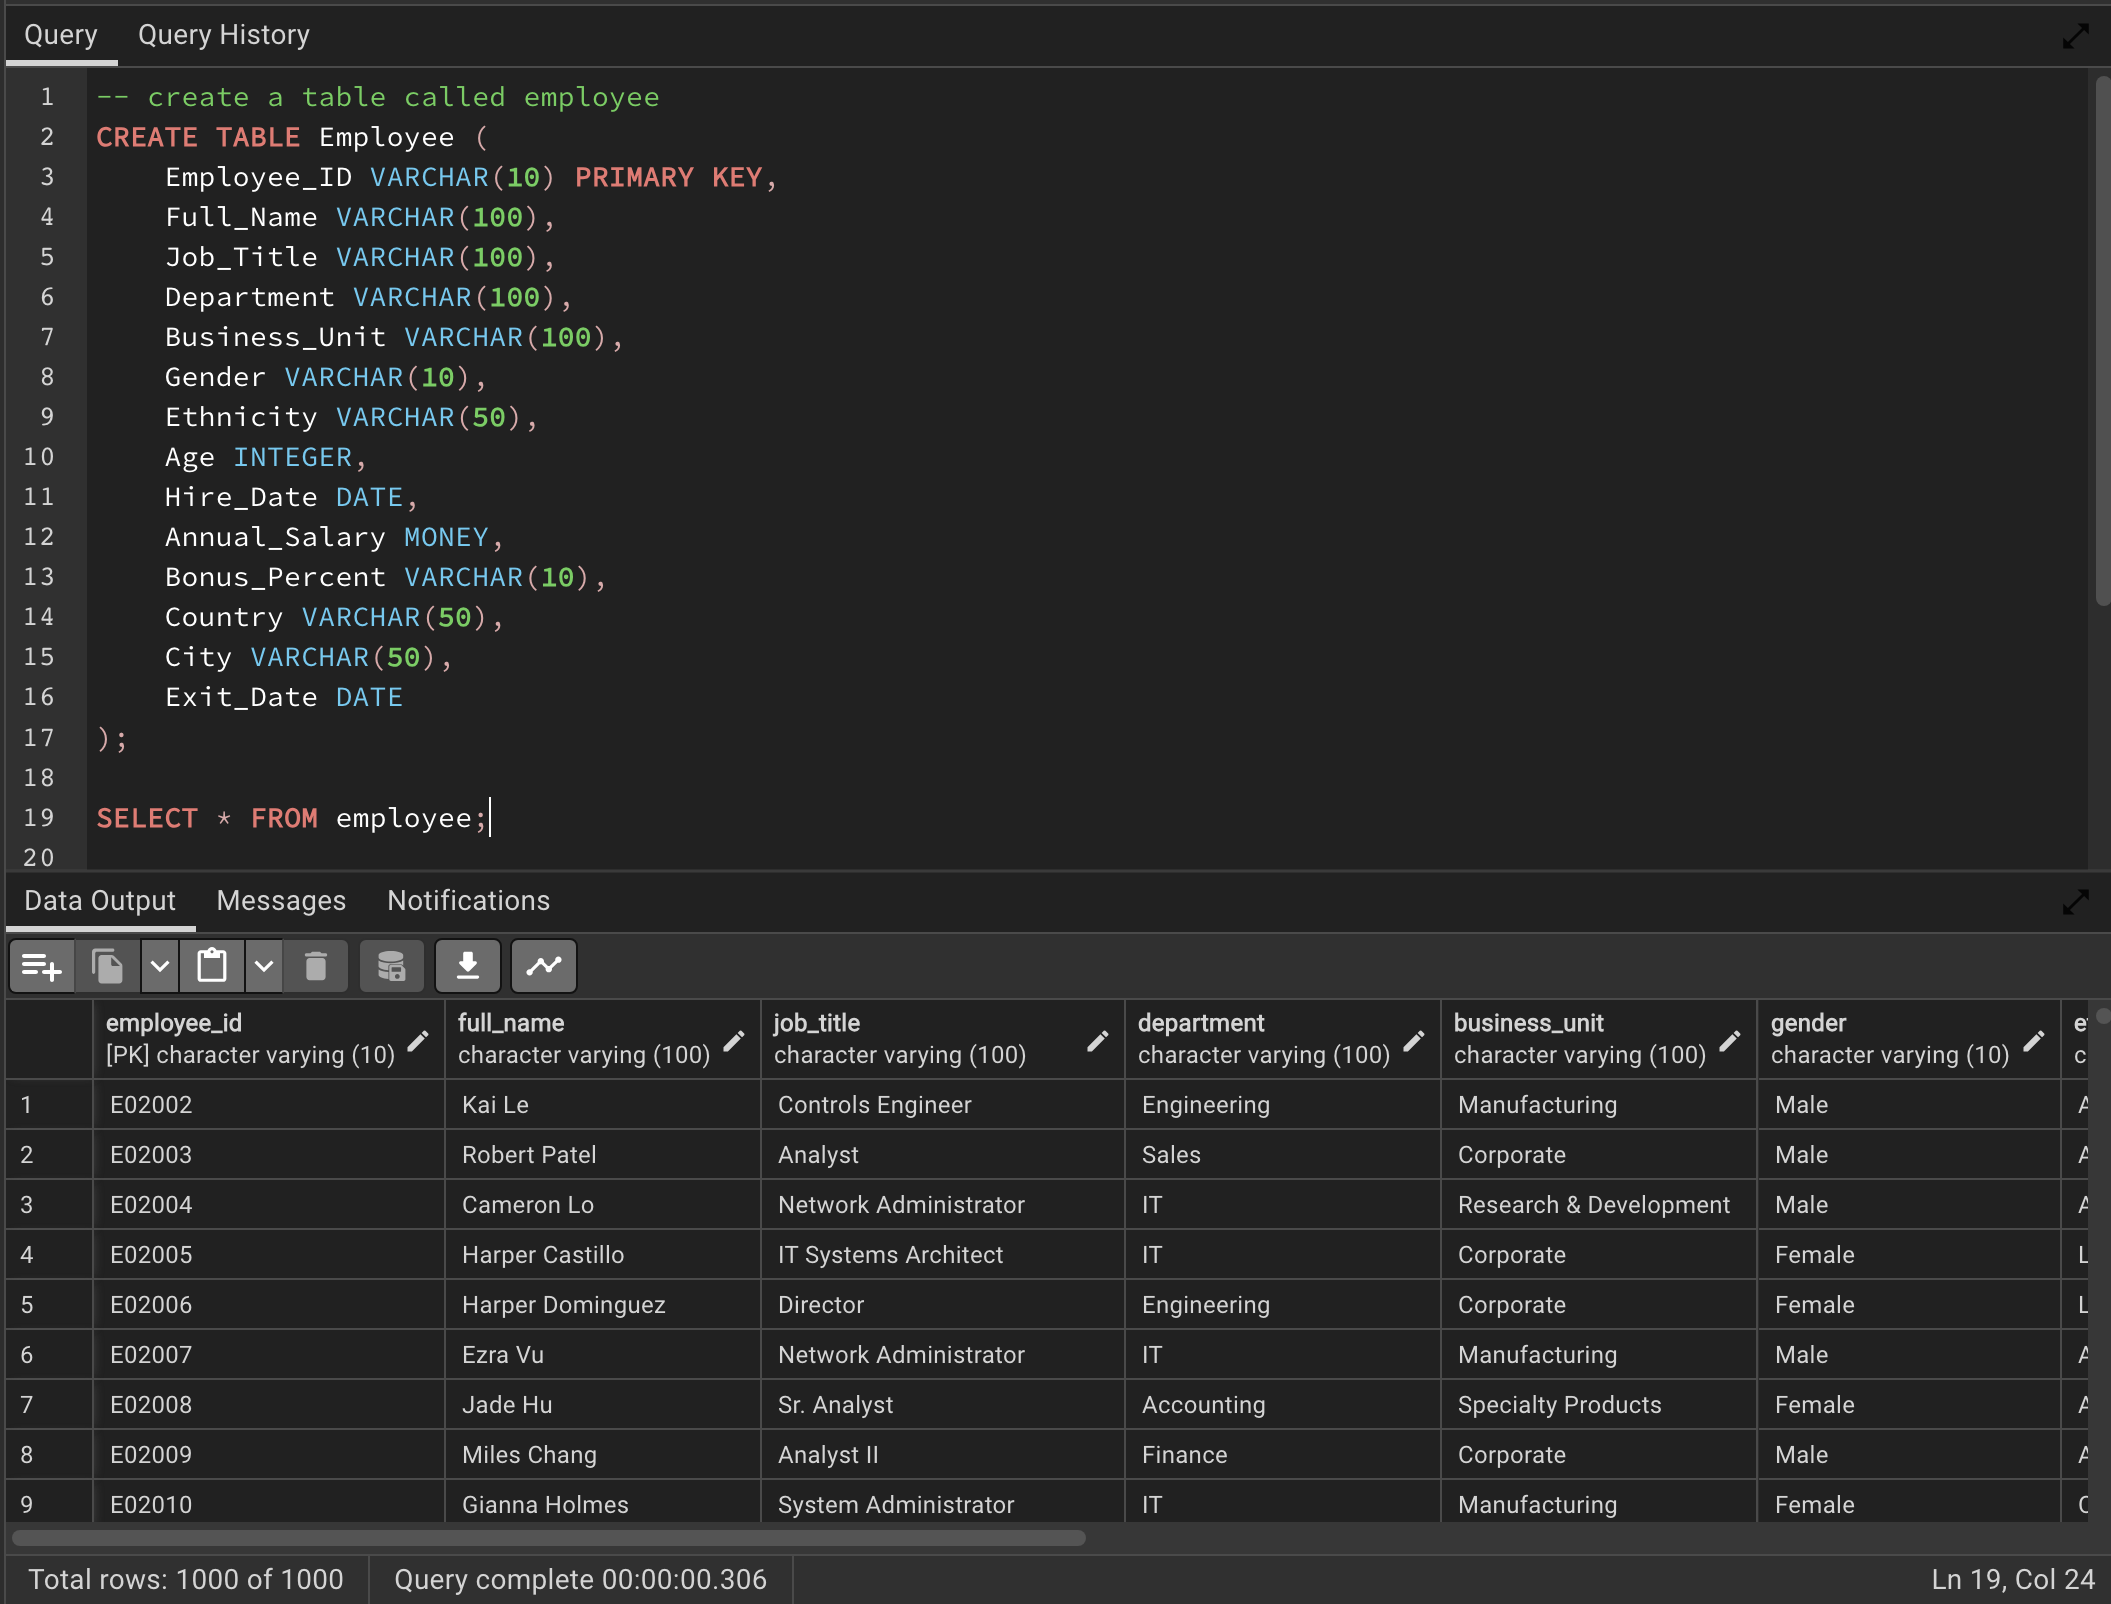 Query Query History
1 -- create a table called employee
2 CREATE TABLE Employee (
3 Employee_ID VARCHAR(10) PRIMARY KEY,
4 Full_Name VARCHAR(100),
5 Job_Title VARCHAR(100),
6 Department VARCHAR(100),
7 Business_Unit VARCHAR(100),
8 Gender VARCHAR(10),
9 Ethnicity VARCHAR(50),
10 Age INTEGER,
11 Hire_Date DATE,
12 Annual_Salary MONEY,
13 Bonus_Percent VARCHAR(10),
14 Country VARCHAR(50),
15 City VARCHAR(50),
16 Exit_Date DATE
17 );
18
19 SELECT * FROM employee;
20
Data Output Messages Notifications
employee_id full_name job_title department business_unit gender
[PK] character varying (10) character varying (100) character varying (100) character varying (100) character varying (100) character varying (10)
1 E02002 Kai Le Controls Engineer Engineering Manufacturing Male
2 E02003 Robert Patel Analyst Sales Corporate Male
3 E02004 Cameron Lo Network Administrator IT Research & Development Male
4 E02005 Harper Castillo IT Systems Architect IT Corporate Female
5 E02006 Harper Dominguez Director Engineering Corporate Female
6 E02007 Ezra Vu Network Administrator IT Manufacturing Male
7 E02008 Jade Hu Sr. Analyst Accounting Specialty Products Female
8 E02009 Miles Chang Analyst II Finance Corporate Male
9 E02010 Gianna Holmes System Administrator IT Manufacturing Female
Total rows: 1000 of 1000 Query complete 00:00:00.306 Ln 19, Col 24